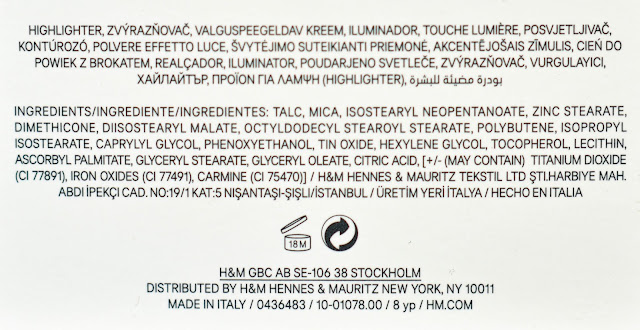 HIGHLIGHTER, ZVÝRAZŇOVAČ, VALGUSPEEGELDAV KREEM, ILUMINADOR, TOUCHE LUMIÈRE, POSVJETLJIVAČ,
KONTÚROZÓ, POLVERE EFFETTO LUCE, ŠVYTĖJIMO SUTEIKIANTI PRIEMONĖ, AKCENTĒJOŠAIS ZĪMULIS, CIEŃ DO
POWIEK Z BROKATEM, REALÇADOR, ILUMINATOR, POUDARJENO SVETLEČE, ZVÝRAZŇOVAČ, VURGULAYICI,
ХАЙЛАЙТЪР, ΠΡΟΪΟΝ ΓΙΑ ΛΑΜΨΗ (HIGHLIGHTER), بودرة مضيئة للبشرة
INGREDIENTS/INGREDIENTE/INGREDIENTES: TALC, MICA, ISOSTEARYL NEOPENTANOATE, ZINC STEARATE,
DIMETHICONE, DIISOSTEARYL MALATE, OCTYLDODECYL STEAROYL STEARATE, POLYBUTENE, ISOPROPYL
ISOSTEARATE, CAPRYLYL GLYCOL, PHENOXYETHANOL, TIN OXIDE, HEXYLENE GLYCOL, TOCOPHEROL, LECITHIN,
ASCORBYL PALMITATE, GLYCERYL STEARATE, GLYCERYL OLEATE, CITRIC ACID, [+/- (MAY CONTAIN) TITANIUM DIOXIDE
(CI 77891), IRON OXIDES (CI 77491), CARMINE (CI 75470)] / H&M HENNES & MAURITZ TEKSTIL LTD ŞTI.HARBIYE MAH.
ABDI İPEKÇI CAD. NO:19/1 KAT:5 NIŞANTAŞI-ŞIŞLI/İSTANBUL / ÜRETİM YERİ İTALYA / HECHO EN ITALIA
18 M
H&M GBC AB SE-106 38 STOCKHOLM
DISTRIBUTED BY H&M HENNES & MAURITZ NEW YORK, NY 10011
MADE IN ITALY / 0436483 / 10-01078.00 / 8 yp / HM.COM